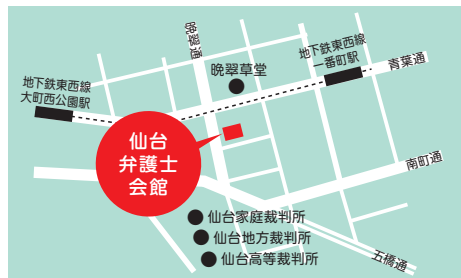 晩翠通
地下鉄東西線
一番町駅
青葉通
晩翠草堂
地下鉄東西線
大町西公園駅
仙台
弁護士
会館
南町通
仙台家庭裁判所
仙台地方裁判所
仙台高等裁判所
五橋通